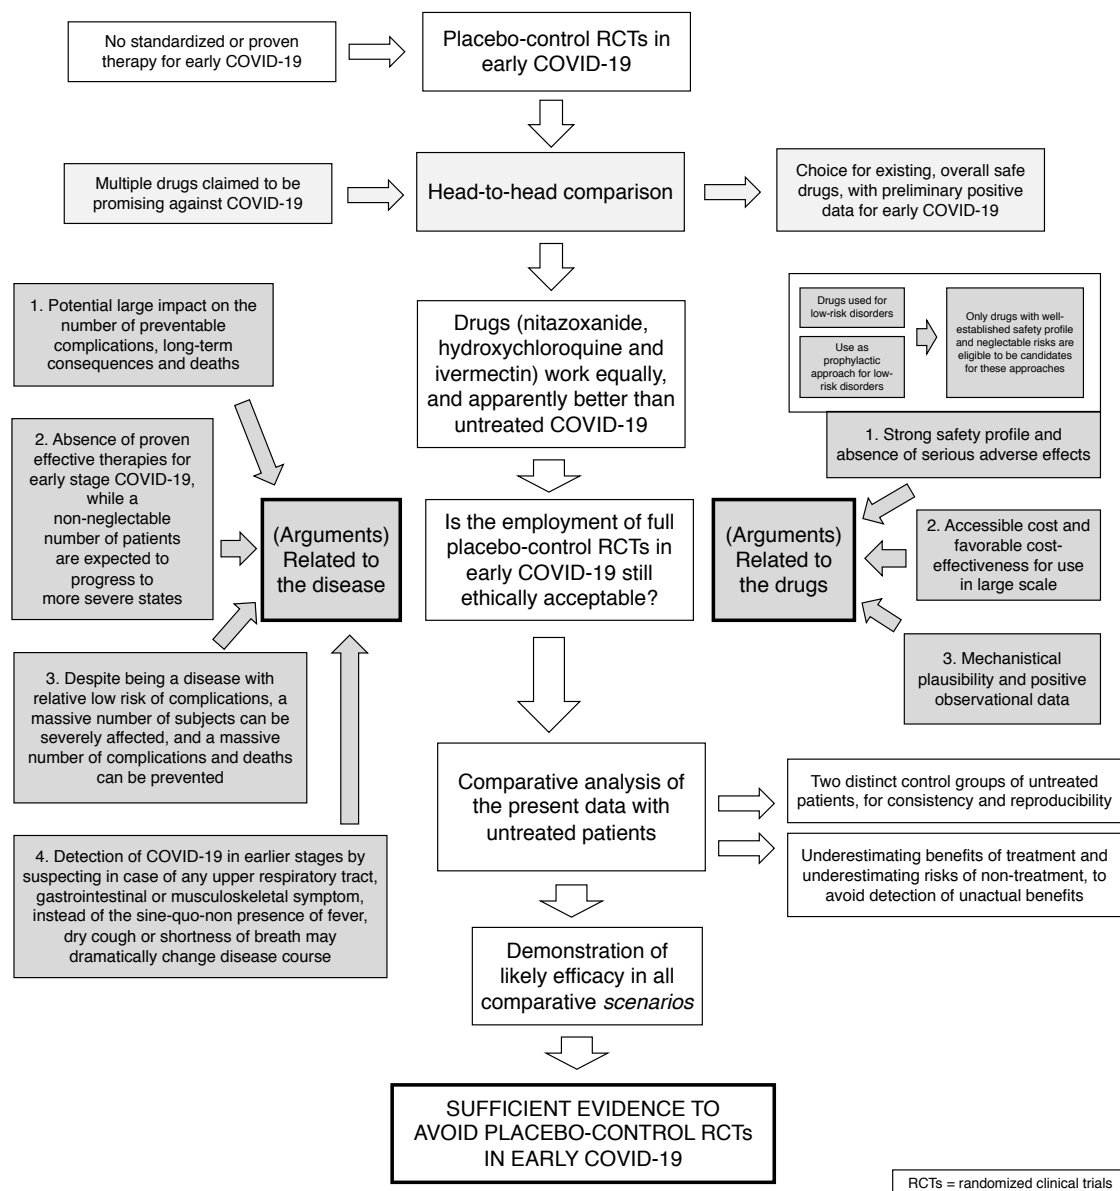 No standardized or proven
therapy for early COVID-19
Placebo-control RCTs in
early COVID-19
Multiple drugs claimed to be
promising against COVID-19
Head-to-head comparison
Choice for existing, overall safe
drugs, with preliminary positive
data for early COVID-19
1. Potential large impact on the
number of preventable
complications, long-term
consequences and deaths
Drugs (nitazoxanide,
hydroxychloroquine and
ivermectin) work equally,
and apparently better than
untreated COVID-19
Drugs used for
low-risk disorders
Use as
prophylactic
approach for low-
risk disorders
Only drugs with well-
established safety profile
and neglectable risks are
eligible to be candidates
for these approaches
1. Strong safety profile and
absence of serious adverse effects
2. Absence of proven
effective therapies for
early stage COVID-19,
while a
non-neglectable
number of patients
are expected to
progress to
more severe states
(Arguments)
Related to
the disease
Is the employment of full
placebo-control RCTs in
early COVID-19 still
ethically acceptable?
(Arguments)
Related to
the drugs
2. Accessible cost and
favorable cost-
effectiveness for use
in large scale
3. Mechanistical
plausibility and positive
observational data
3. Despite being a disease with
relative low risk of complications, a
massive number of subjects can be
severely affected, and a massive
number of complications and deaths
can be prevented
Comparative analysis of
the present data with
untreated patients
Two distinct control groups of untreated
patients, for consistency and reproducibility
Underestimating benefits of treatment and
underestimating risks of non-treatment, to
avoid detection of unactual benefits
4. Detection of COVID-19 in earlier stages by
suspecting in case of any upper respiratory tract,
gastrointestinal or musculoskeletal symptom,
instead of the sine-quo-non presence of fever,
dry cough or shortness of breath may
dramatically change disease course
Demonstration of
likely efficacy in all
comparative scenarios
SUFFICIENT EVIDENCE TO
AVOID PLACEBO-CONTROL RCTs
IN EARLY COVID-19
RCTs = randomized clinical trials